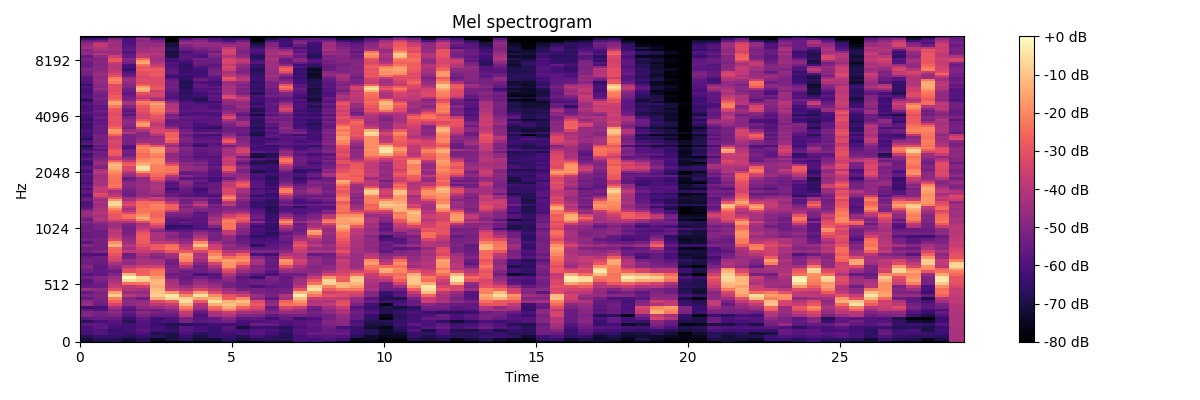 Mel spectrogram
8192
4096
2048
1024
512
0
Hz
0 5 10 15 20 25
Time
+0 dB
-10 dB
-20 dB
-30 dB
-40 dB
-50 dB
-60 dB
-70 dB
-80 dB